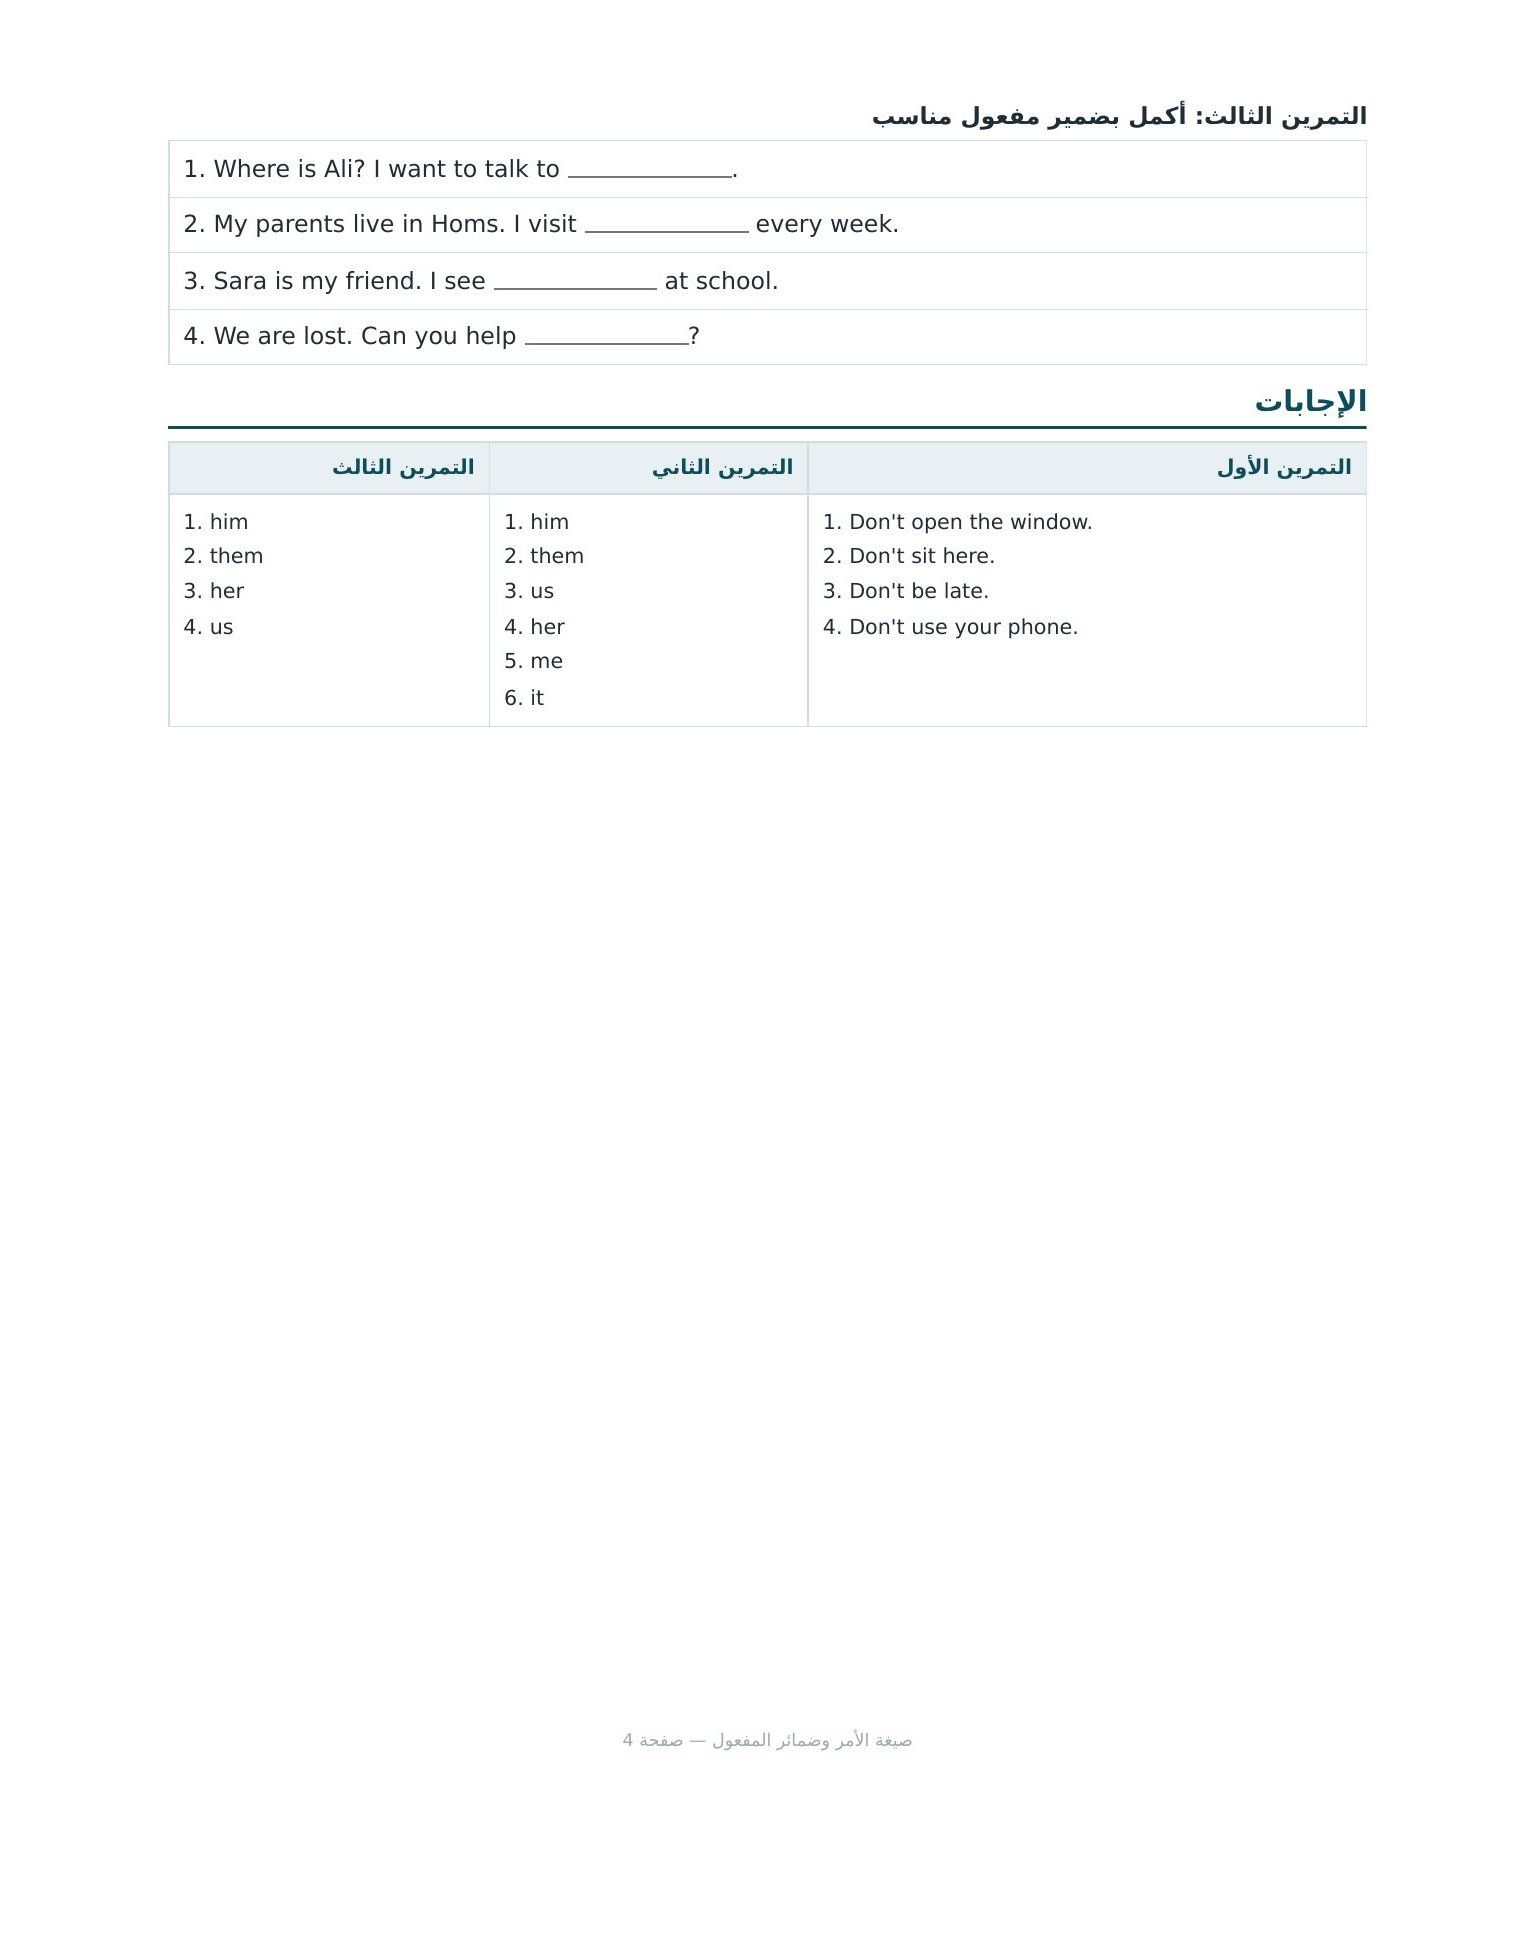 التمرين الثالث: أكمل بضمير مفعول مناسب
1. Where is Ali? I want to talk to ______________.
2. My parents live in Homs. I visit ______________ every week.
3. Sara is my friend. I see ______________ at school.
4. We are lost. Can you help ______________?
الإجابات
التمرين الأول
1. Don't open the window.
2. Don't sit here.
3. Don't be late.
4. Don't use your phone.
التمرين الثاني
1. him
2. them
3. us
4. her
5. me
6. it
التمرين الثالث
1. him
2. them
3. her
4. us
صيغة الأمر وضمائر المفعول — صفحة 4